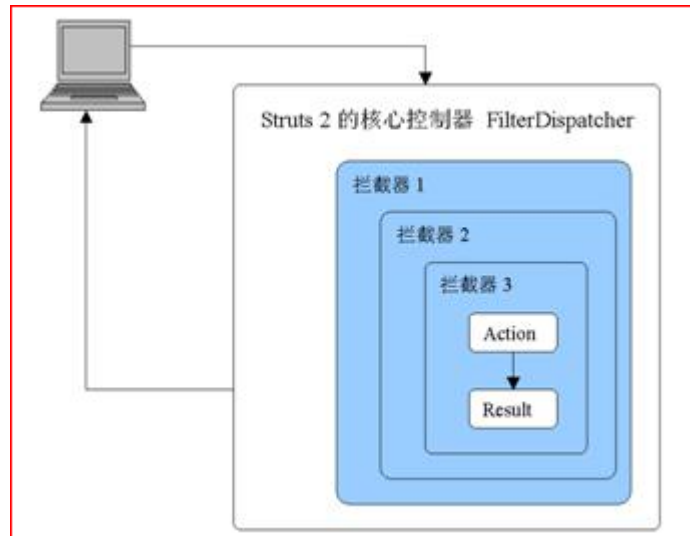 Struts 2 的核心控制器 FilterDispatcher
拦截器 1
拦截器 2
拦截器 3
Action
Result